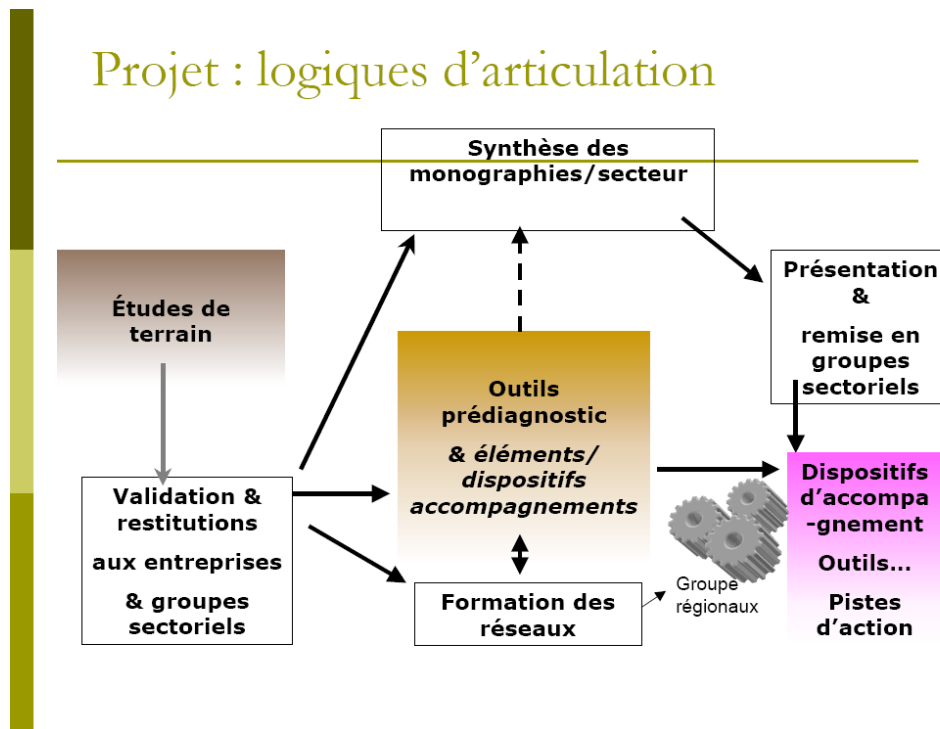 Projet : logiques d'articulation
Synthèse des
monographies/secteur
Études de
terrain
Présentation
&
remise en
groupes
sectoriels
Outils
prédiagnostic
& éléments/
dispositifs
accompagnements
Validation &
restitutions
aux entreprises
& groupes
sectoriels
Formation des
réseaux
Groupe
régionaux
Dispositifs
d'accompa
-gnement
Outils...
Pistes
d'action